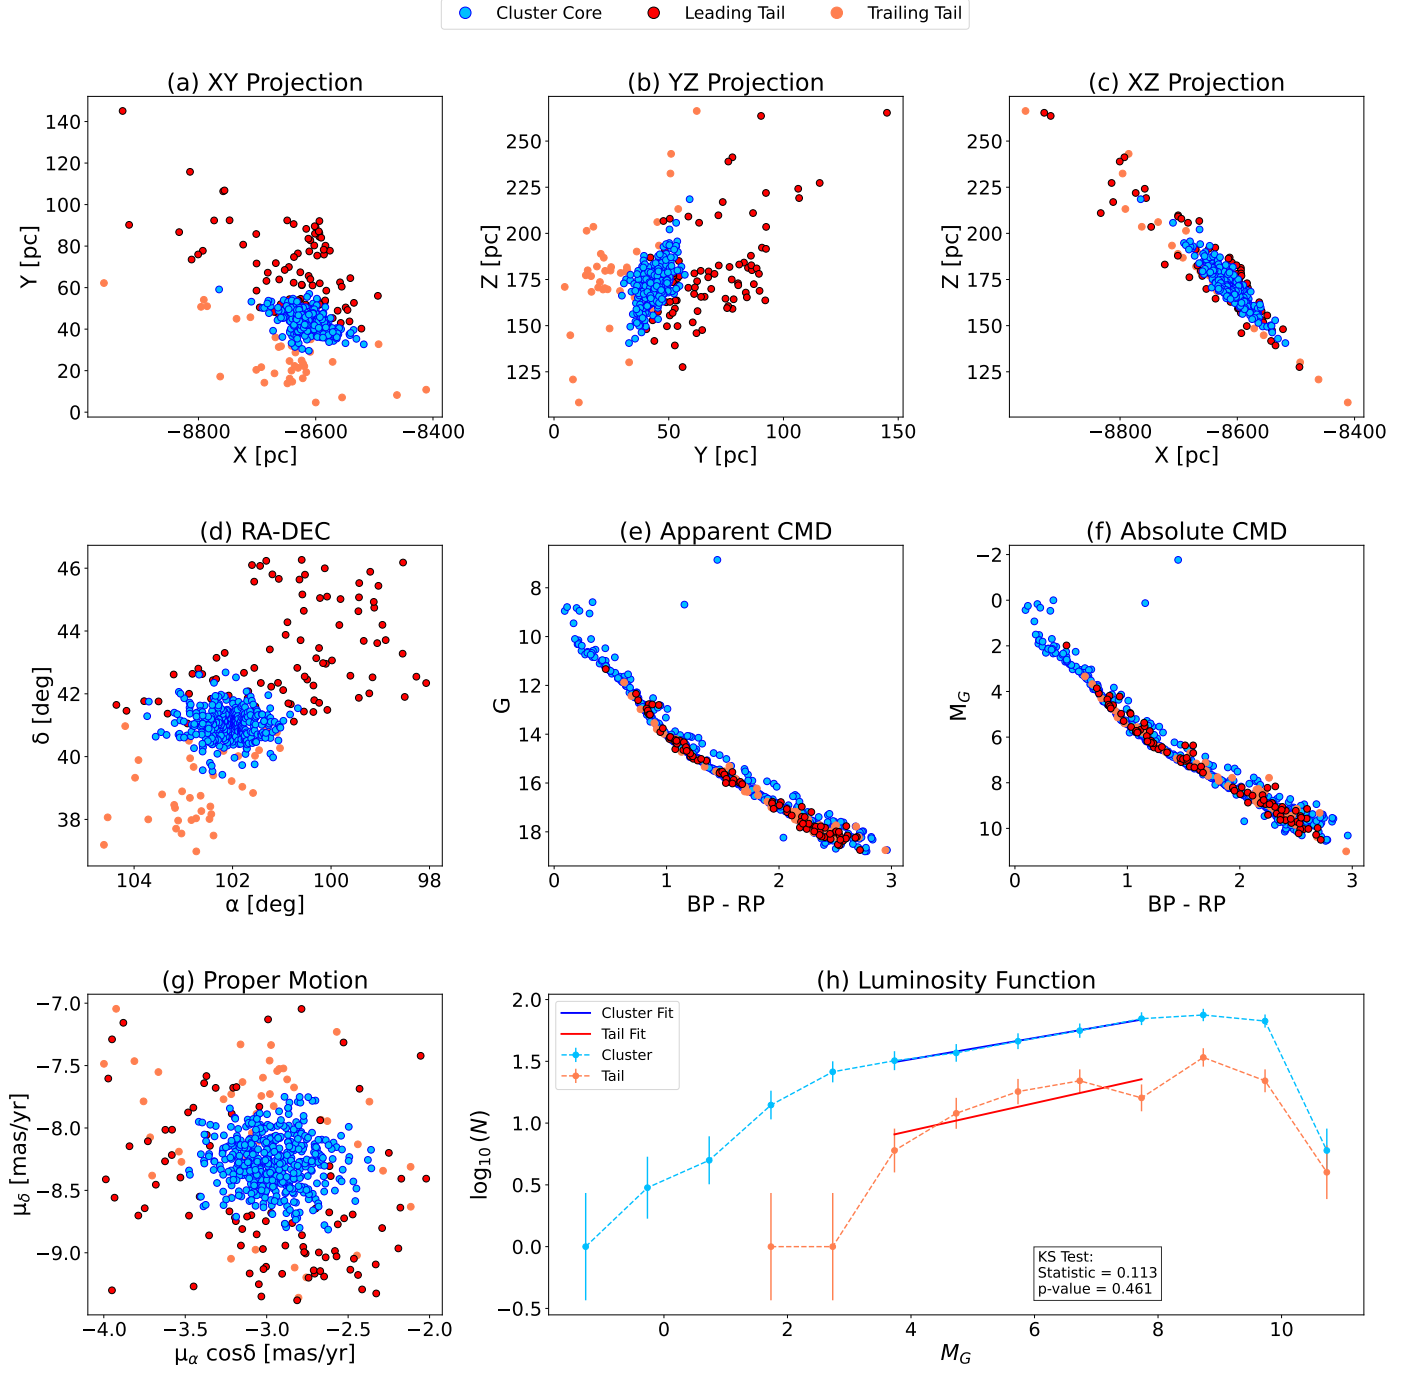 Cluster Core Leading Tail Trailing Tail
(a) XY Projection
140
120
100
80
60
40
20
0
Y [pc]
−8800 −8600 −8400
X [pc]
(b) YZ Projection
250
225
200
175
150
125
Z [pc]
0 50 100 150
Y [pc]
(c) XZ Projection
250
225
200
175
150
125
Z [pc]
−8800 −8600 −8400
X [pc]
(d) RA-DEC
46
44
42
40
38
δ [deg]
104 102 100 98
α [deg]
(e) Apparent CMD
8
10
12
14
16
18
G
0 1 2 3
BP - RP
(f) Absolute CMD
−2
0
2
4
6
8
10
M_G
0 1 2 3
BP - RP
(g) Proper Motion
−7.0
−7.5
−8.0
−8.5
−9.0
μ_δ [mas/yr]
−4.0 −3.5 −3.0 −2.5 −2.0
μ_α cosδ [mas/yr]
(h) Luminosity Function
2.0
1.5
1.0
0.5
0.0
−0.5
log₁₀(N)
Cluster Fit
Tail Fit
Cluster
Tail
KS Test:
Statistic = 0.113
p-value = 0.461
0 2 4 6 8 10
M_G